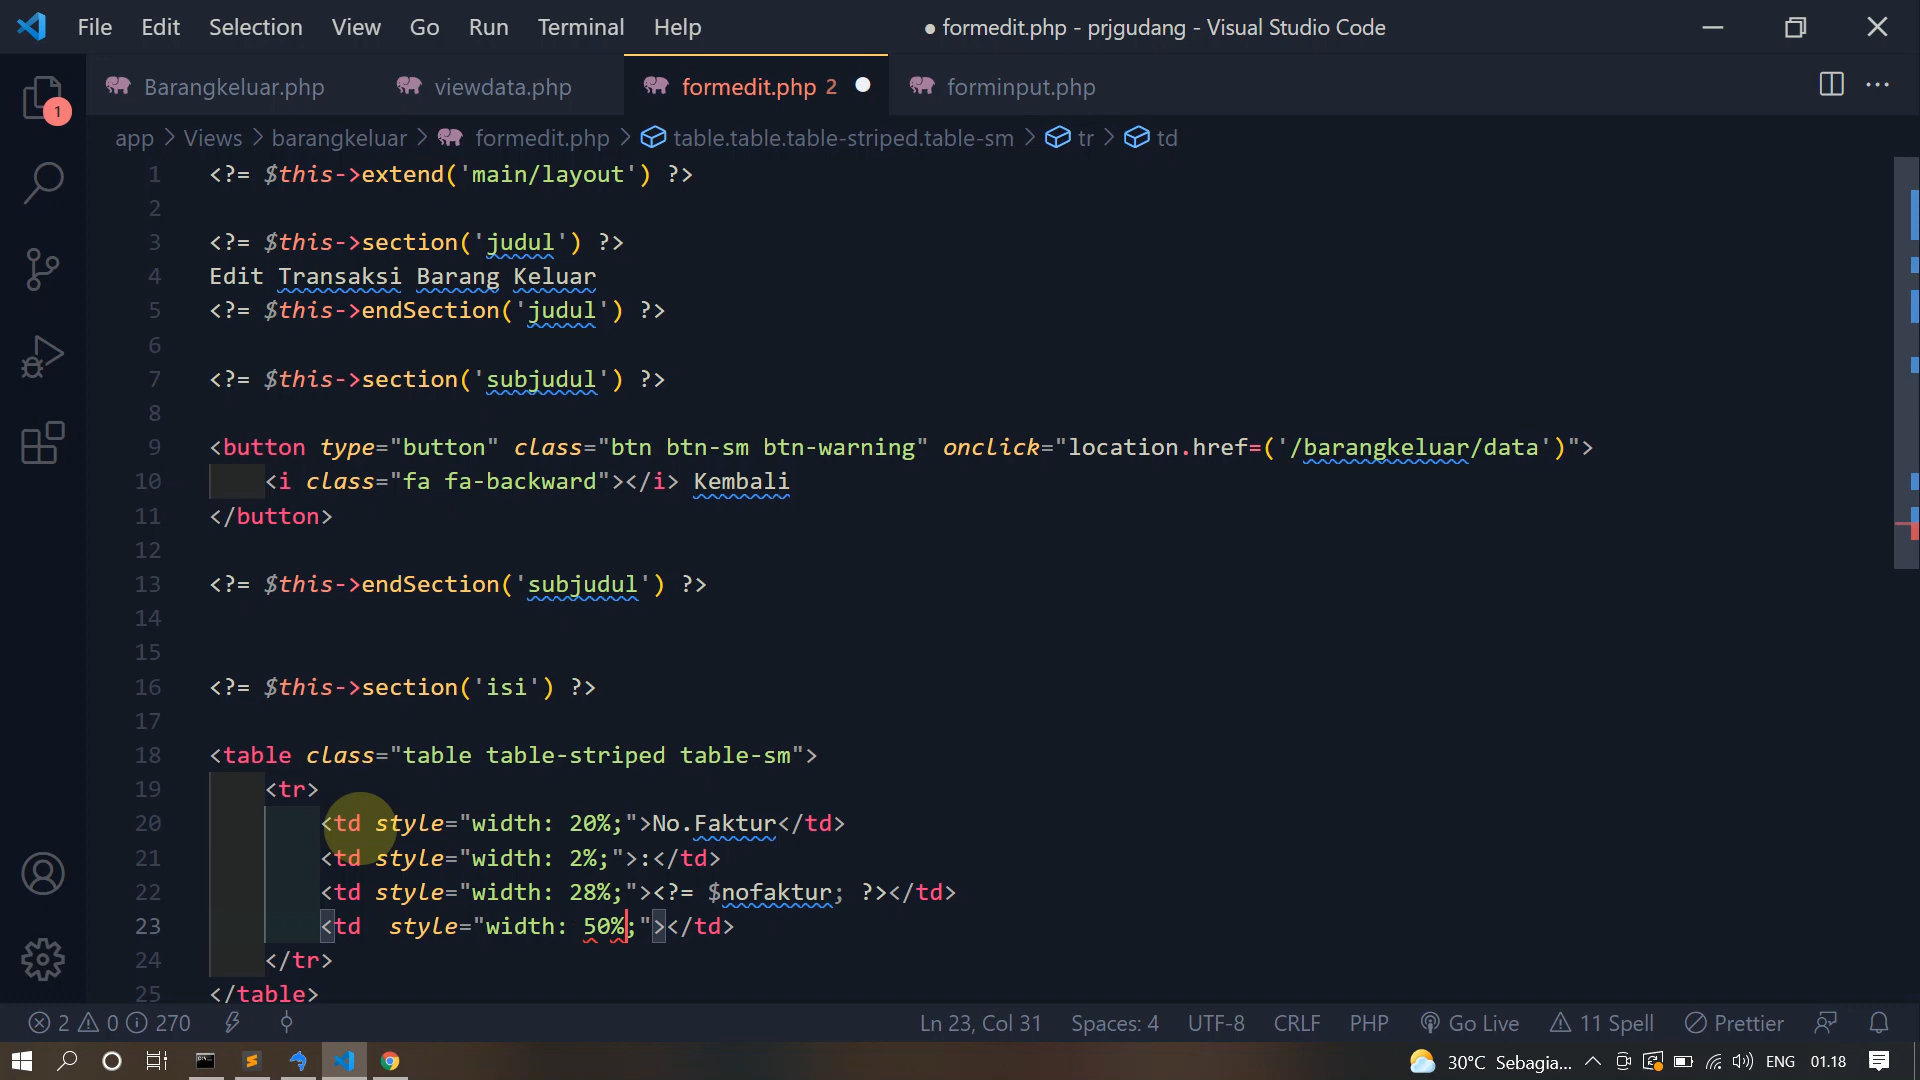 File Edit Selection View Go Run Terminal Help ● formedit.php - prjgudang - Visual Studio Code
Barangkeluar.php viewdata.php formedit.php 2 ● forminput.php ···
1
app > Views > barangkeluar > formedit.php > table.table.table-striped.table-sm > tr > td
1 <?= $this->extend('main/layout') ?>
2
3 <?= $this->section('judul') ?>
4 Edit Transaksi Barang Keluar
5 <?= $this->endSection('judul') ?>
6
7 <?= $this->section('subjudul') ?>
8
9 <button type="button" class="btn btn-sm btn-warning" onclick="location.href=('/barangkeluar/data')">
10 <i class="fa fa-backward"></i> Kembali
11 </button>
12
13 <?= $this->endSection('subjudul') ?>
14
15
16 <?= $this->section('isi') ?>
17
18 <table class="table table-striped table-sm">
19 <tr>
20 <td style="width: 20%;">No.Faktur</td>
21 <td style="width: 2%;">:</td>
22 <td style="width: 28%;"><?= $nofaktur; ?></td>
23 <td  style="width: 50%;"></td>
24 </tr>
25 </table>
2 0 270 Ln 23, Col 31 Spaces: 4 UTF-8 CRLF PHP Go Live 11 Spell Prettier
30°C Sebagia... ENG 01.18